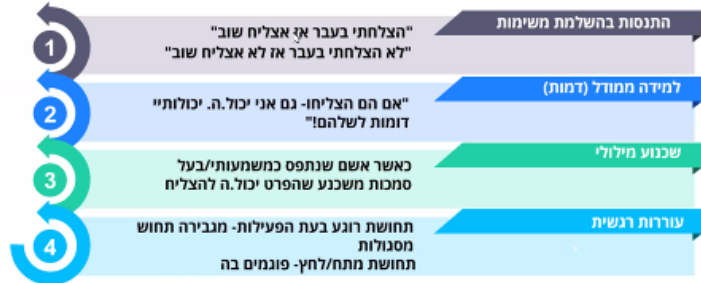 התנסות בהשלמת משימות
1
"הצלחתי בעבר אז אצליח שוב"
"לא הצלחתי בעבר אז לא אצליח שוב"
למידה ממודל (דמות)
2
"אם הם הצליחו- גם אני יכול.ה. יכולותיי
דומות לשלהם!"
שכנוע מילולי
3
כאשר אשם שנתפס כמשמעותי/בעל
סמכות משכנע שהפרט יכול.ה להצליח
עוררות רגשית
4
תחושת רוגע בעת הפעילות- מגבירה תחוש
מסגולות
תחושת מתח/לחץ- פוגמים בה